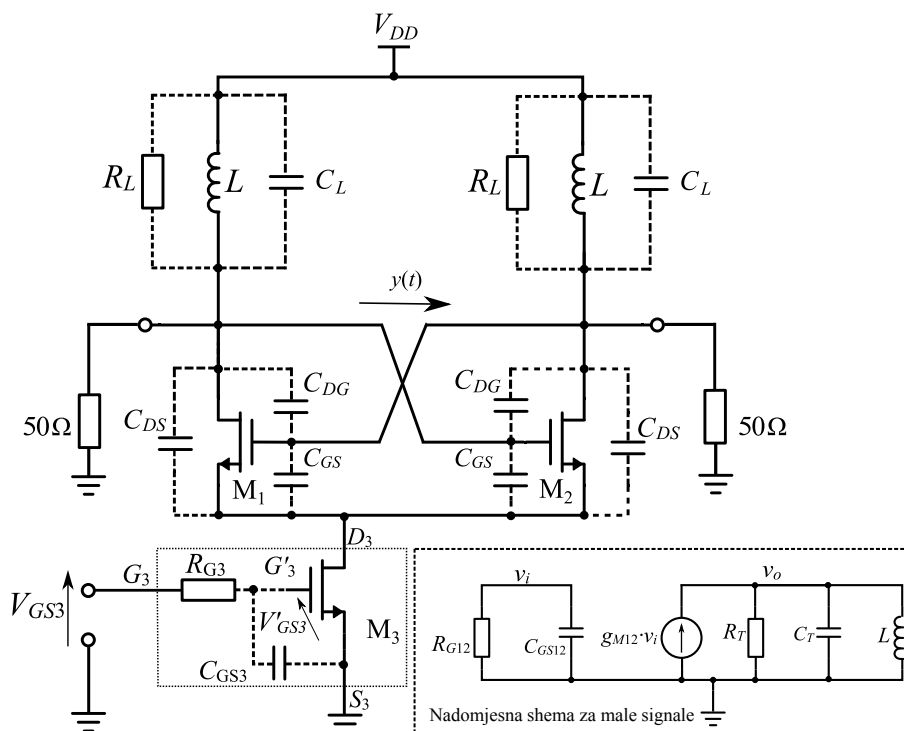 V_DD
R_L
L
C_L
R_L
L
C_L
y(t)
C_DG
C_DG
50Ω
C_DS
C_GS
C_GS
C_DS
50Ω
M_1
M_2
D_3
G_3
R_G3
G'_3
V_GS3
V'_GS3
M_3
C_GS3
S_3
v_i
v_o
R_G12
C_GS12
g_M12·v_i
R_T
C_T
L
Nadomjesna shema za male signale